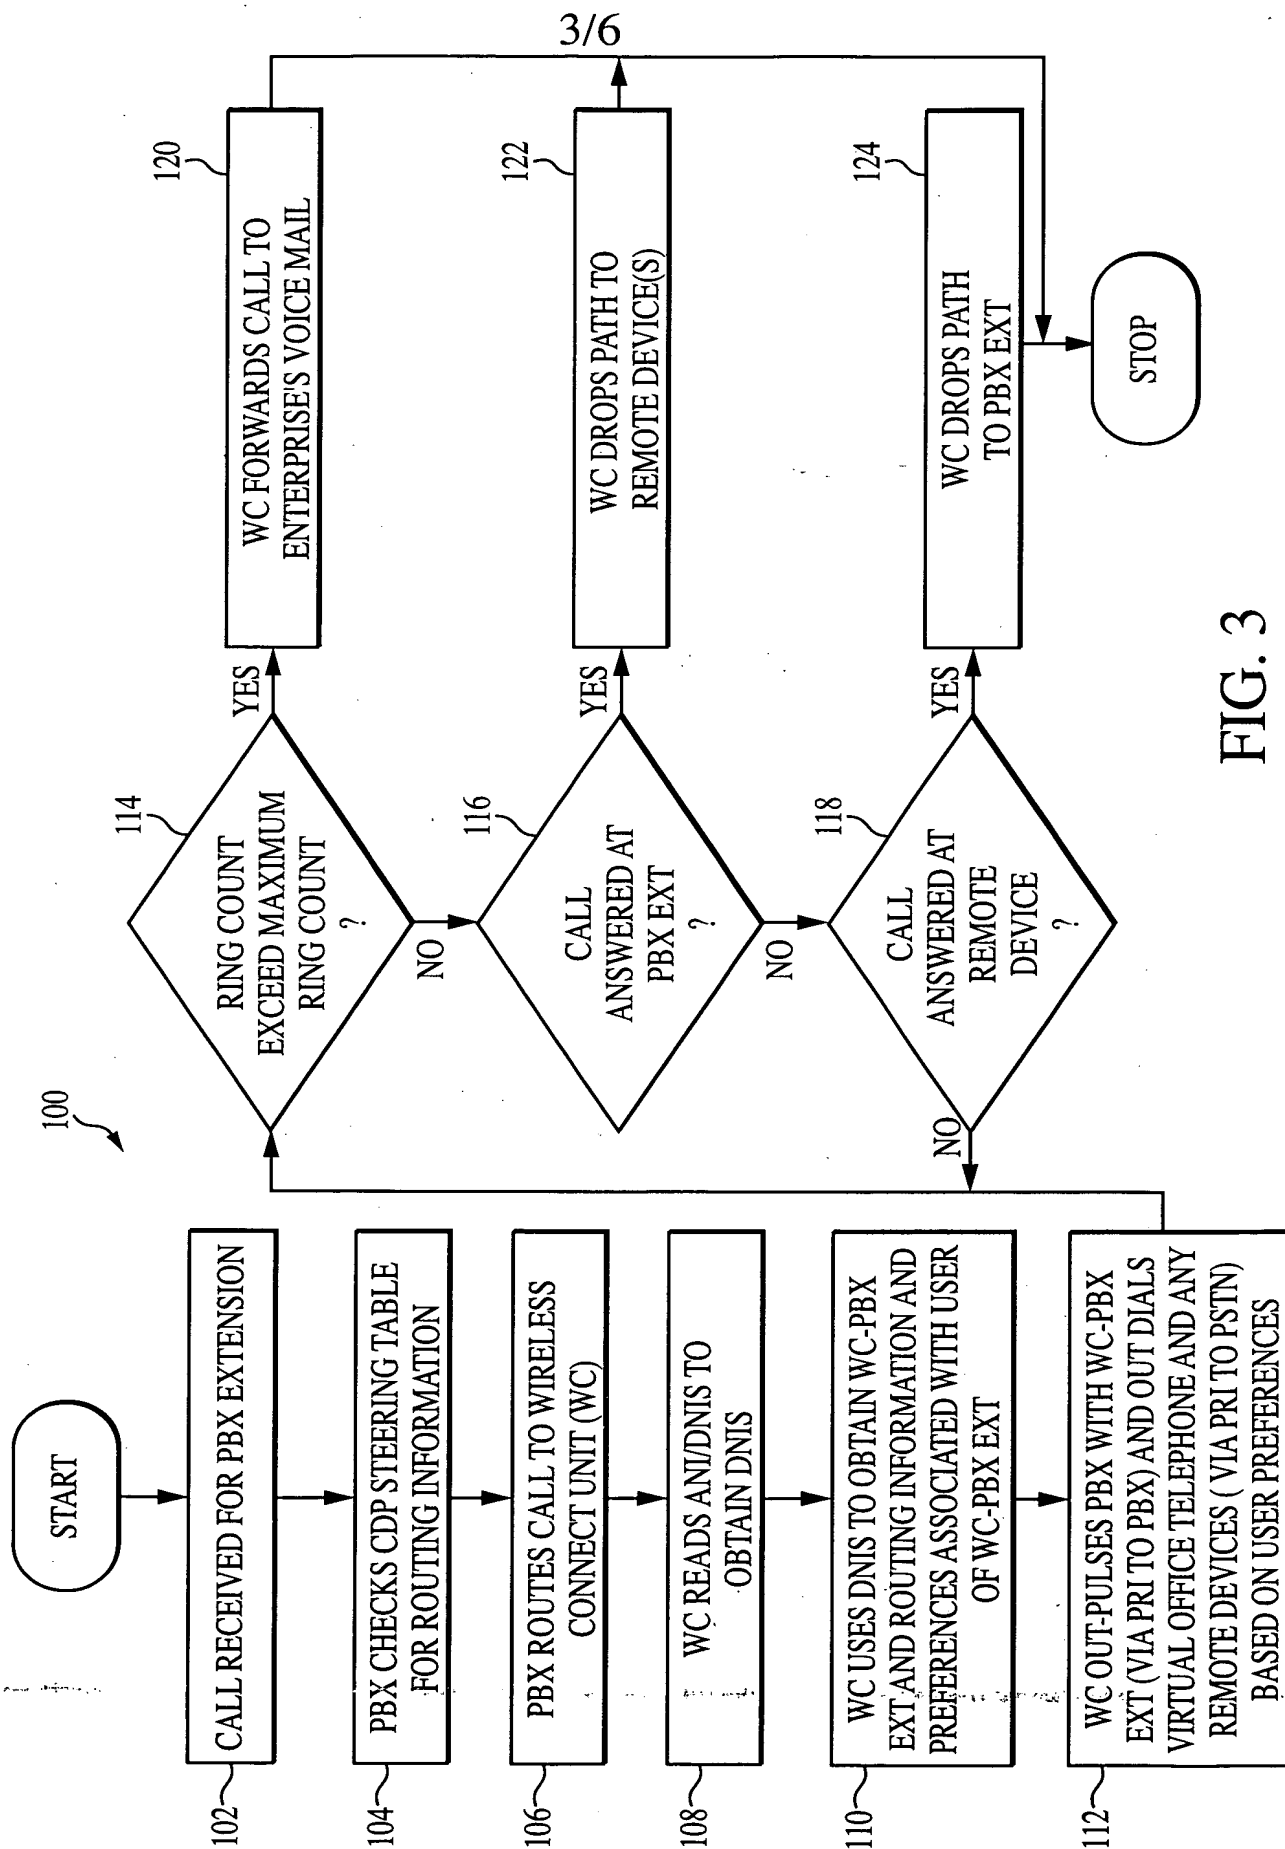 3/6
100
START
102
CALL RECEIVED FOR PBX EXTENSION
104
PBX CHECKS CDP STEERING TABLE
FOR ROUTING INFORMATION
106
PBX ROUTES CALL TO WIRELESS
CONNECT UNIT (WC)
108
WC READS ANI/DNIS TO
OBTAIN DNIS
110
WC USES DNIS TO OBTAIN WC-PBX
EXT AND ROUTING INFORMATION AND
PREFERENCES ASSOCIATED WITH USER
OF WC-PBX EXT
112
WC OUT-PULSES PBX WITH WC-PBX
EXT (VIA PRI TO PBX) AND OUT DIALS
VIRTUAL OFFICE TELEPHONE AND ANY
REMOTE DEVICES ( VIA PRI TO PSTN)
BASED ON USER PREFERENCES
114
RING COUNT
EXCEED MAXIMUM
RING COUNT
?
YES
NO
120
WC FORWARDS CALL TO
ENTERPRISE'S VOICE MAIL
116
CALL
ANSWERED AT
PBX EXT
?
YES
NO
122
WC DROPS PATH TO
REMOTE DEVICE(S)
118
CALL
ANSWERED AT
REMOTE
DEVICE
?
YES
NO
124
WC DROPS PATH
TO PBX EXT
STOP
FIG. 3